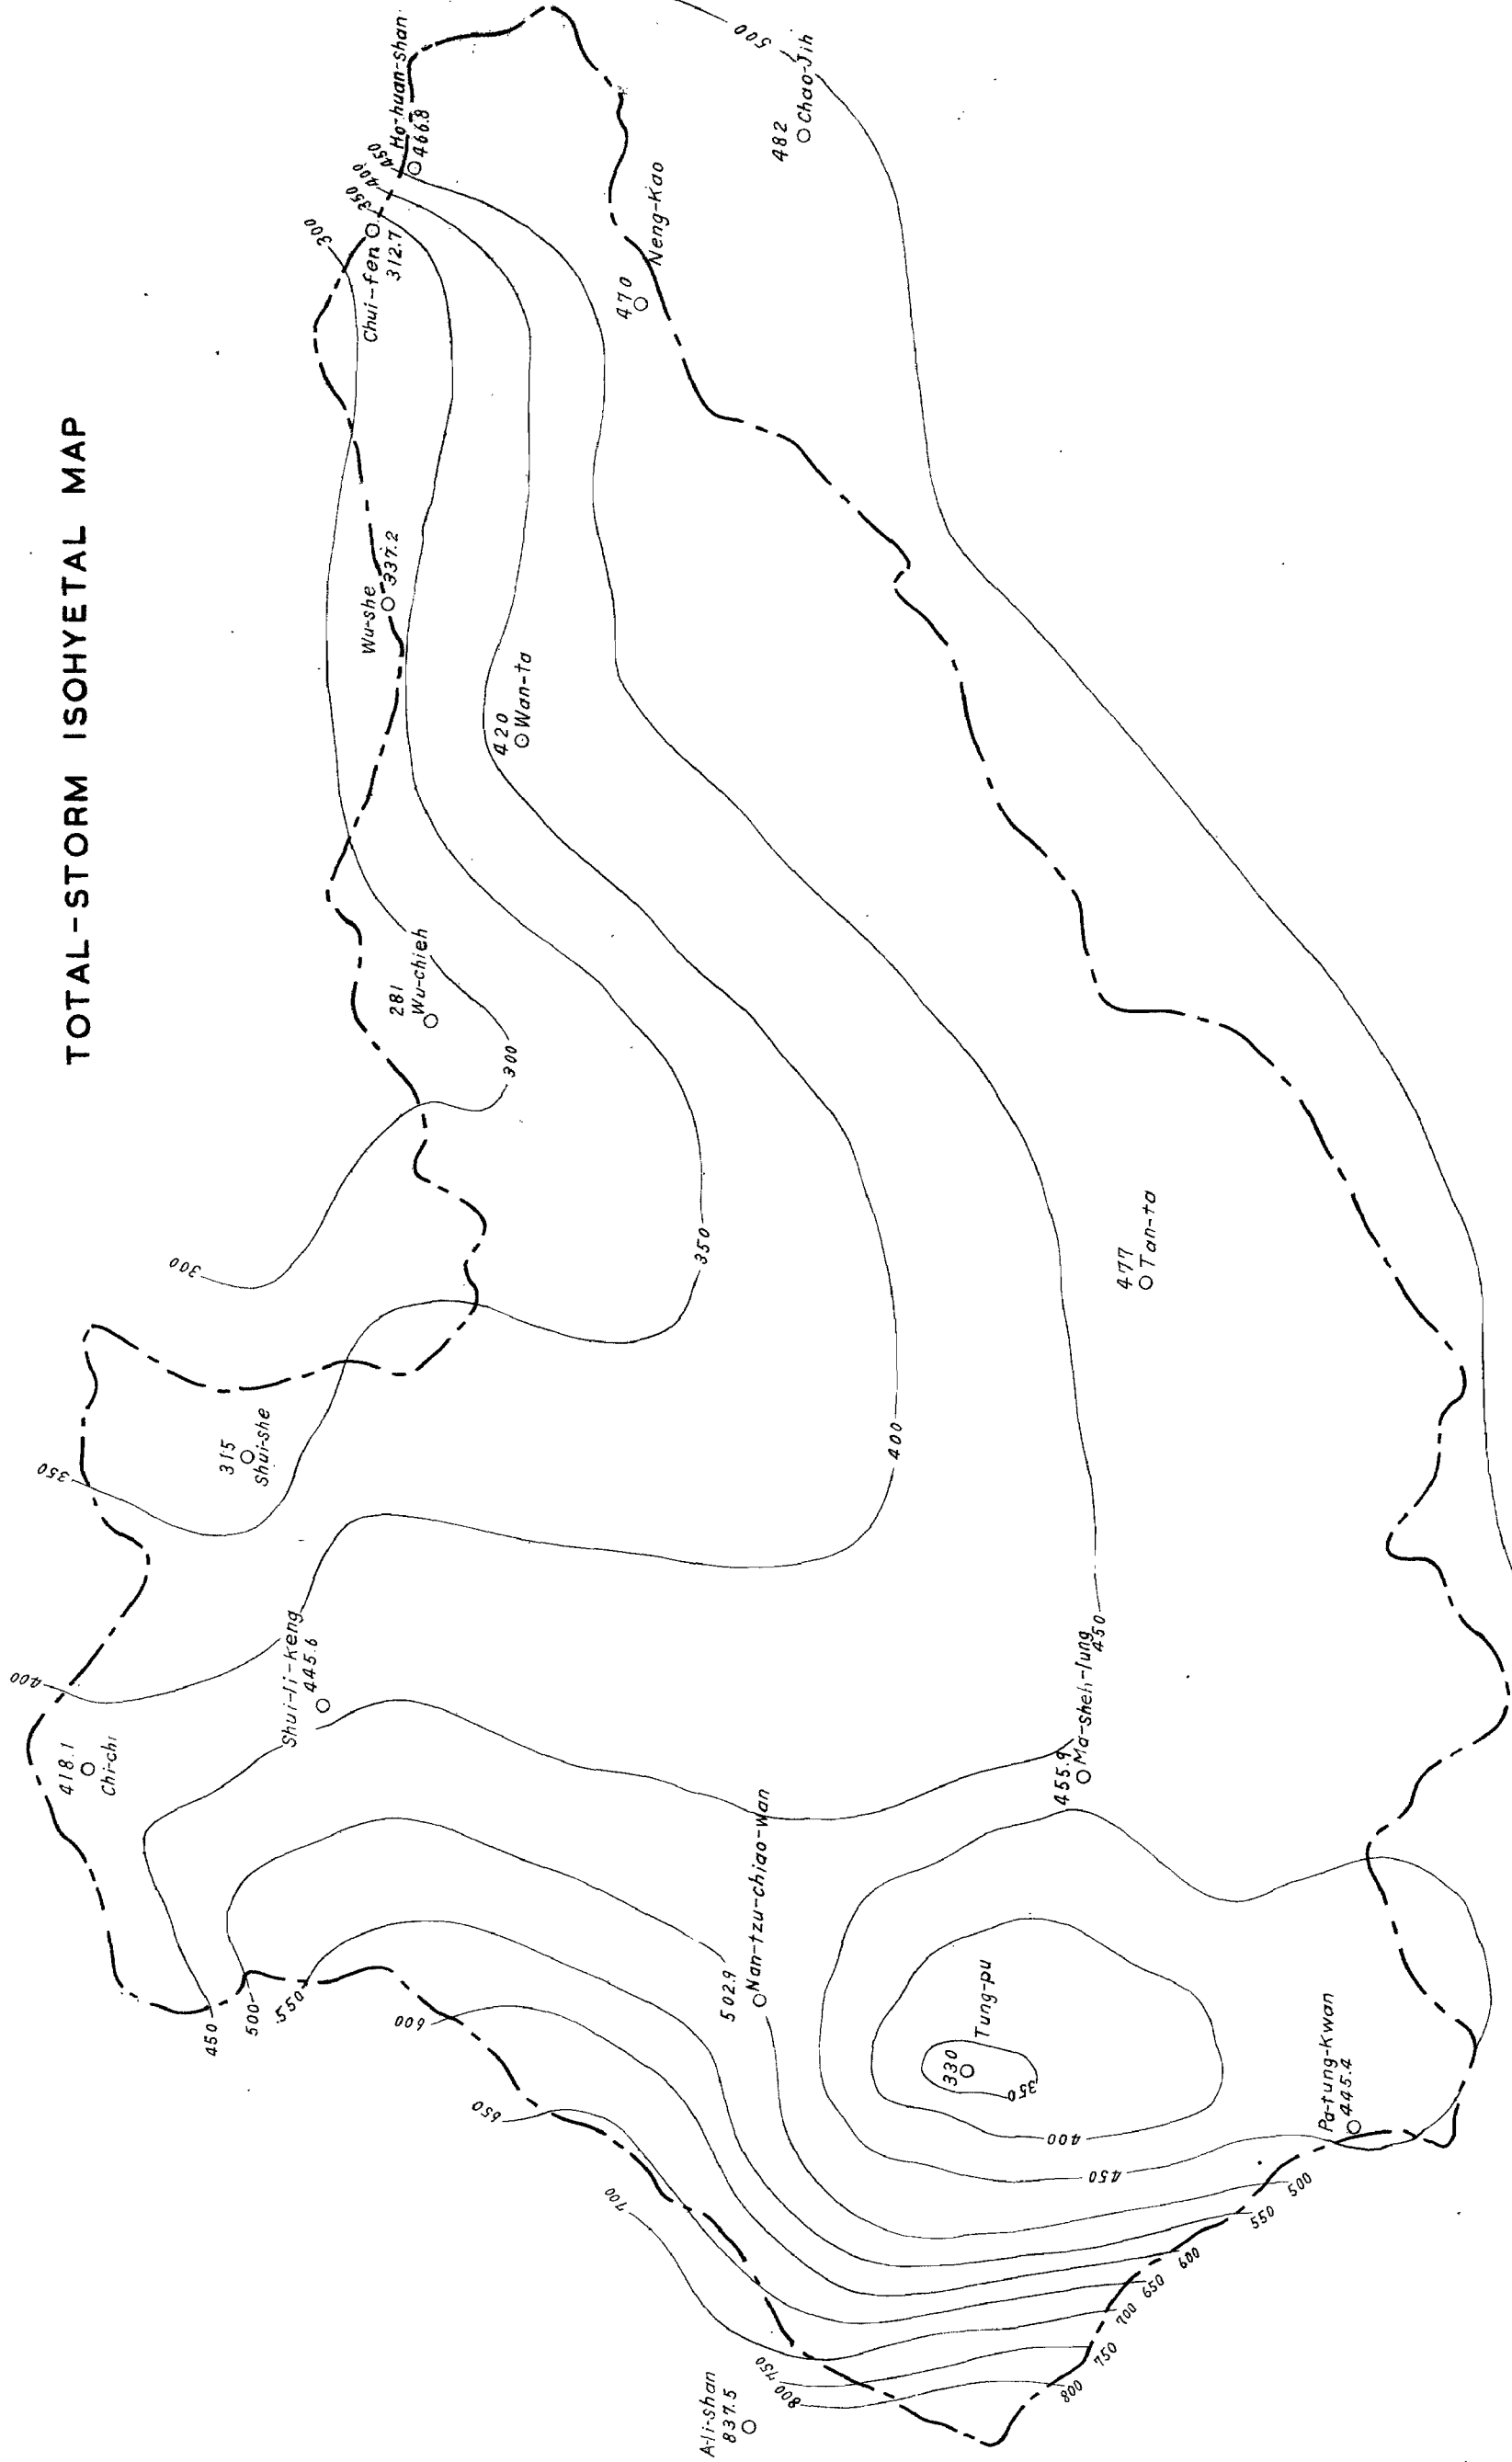 TOTAL-STORM ISOHYETAL MAP
A-li-shan
837.5
418.1
Chi-chi
Shui-li-keng
445.6
315
Shui-she
281
Wu-chieh
Wu-she
337.2
Chui-fen
312.7
Ho-huan-shan
466.8
420
Wan-ta
470
Neng-Kao
482
Chao-Jih
502.9
Nan-tzu-chiao-wan
330
Tung-pu
455.9
Ma-sheh-lung
477
Tan-ta
Pa-tung-kwan
445.4
400
350
300
300
300
350
400
450
500
450
500
550
600
650
700
750
800
350
400
450
350
400
450
500
550
600
650
700
750
800